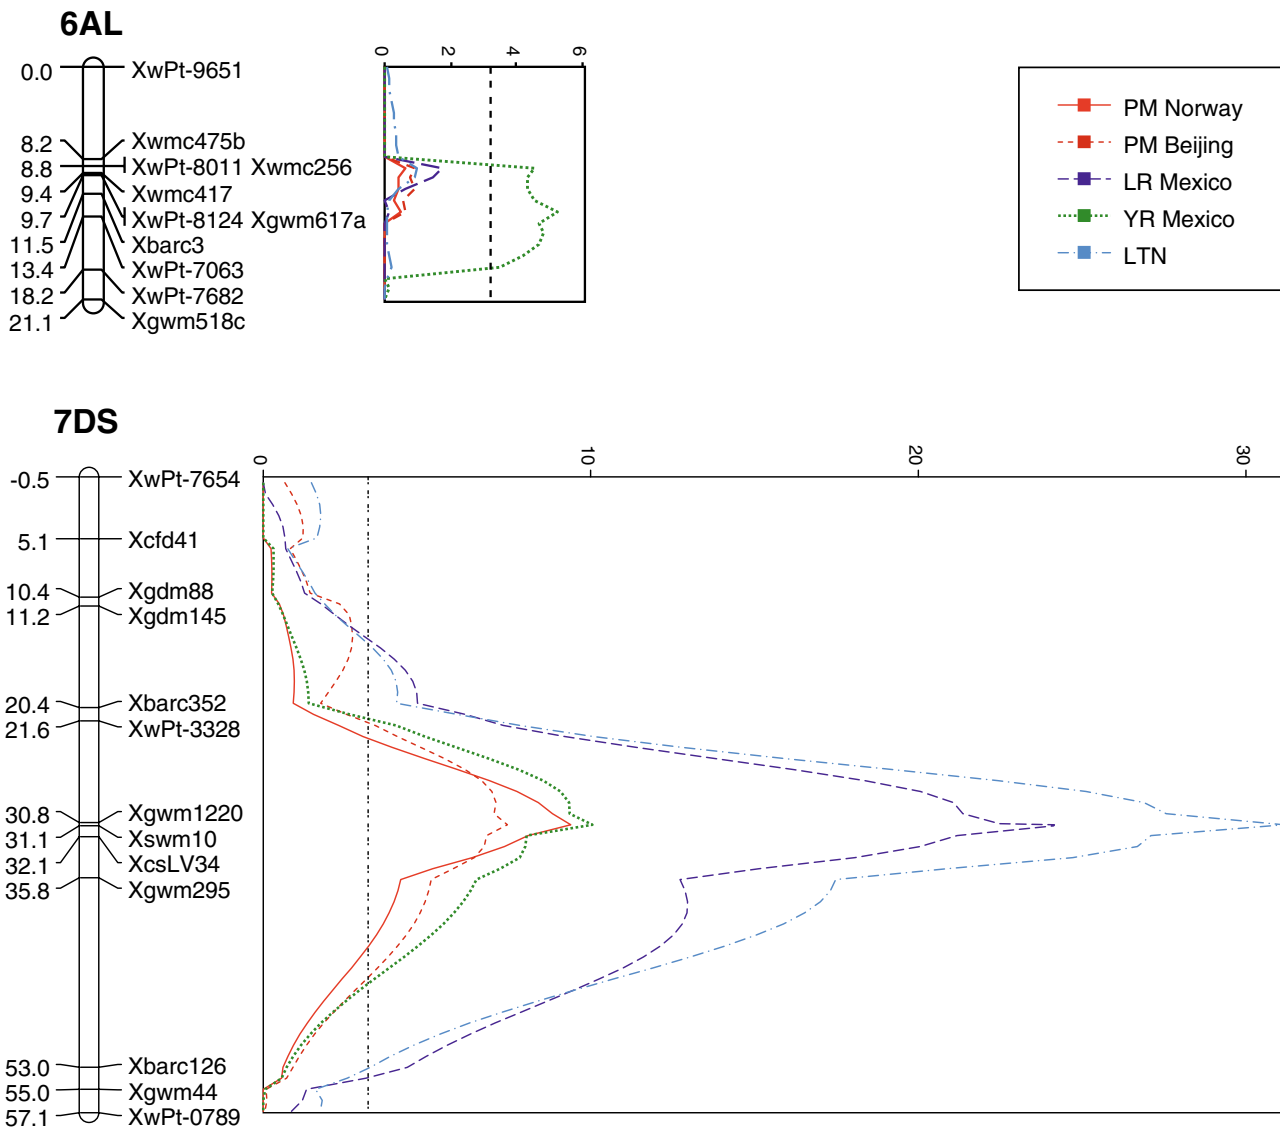 6AL
0 2 4 6
0.0 XwPt-9651
8.2 Xwmc475b
8.8 XwPt-8011 Xwmc256
9.4 Xwmc417
9.7 XwPt-8124 Xgwm617a
11.5 Xbarc3
13.4 XwPt-7063
18.2 XwPt-7682
21.1 Xgwm518c
PM Norway
PM Beijing
LR Mexico
YR Mexico
LTN
7DS
0 10 20 30
-0.5 XwPt-7654
5.1 Xcfd41
10.4 Xgdm88
11.2 Xgdm145
20.4 Xbarc352
21.6 XwPt-3328
30.8 Xgwm1220
31.1 Xswm10
32.1 XcsLV34
35.8 Xgwm295
53.0 Xbarc126
55.0 Xgwm44
57.1 XwPt-0789